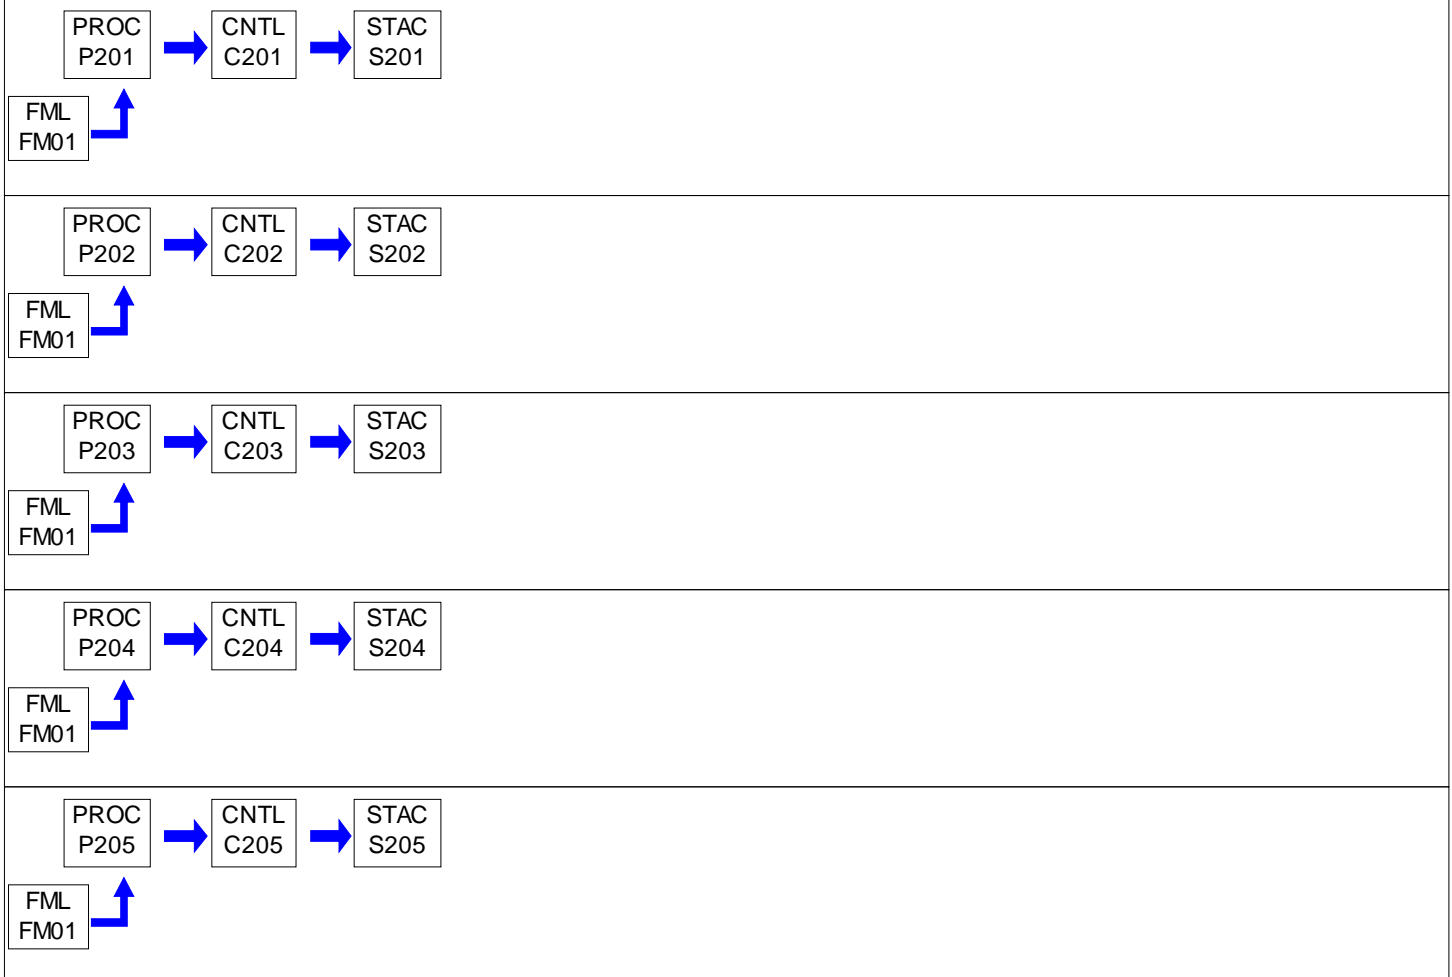 PROC
P201
CNTL
C201
STAC
S201
FML
FM01
PROC
P202
CNTL
C202
STAC
S202
FML
FM01
PROC
P203
CNTL
C203
STAC
S203
FML
FM01
PROC
P204
CNTL
C204
STAC
S204
FML
FM01
PROC
P205
CNTL
C205
STAC
S205
FML
FM01